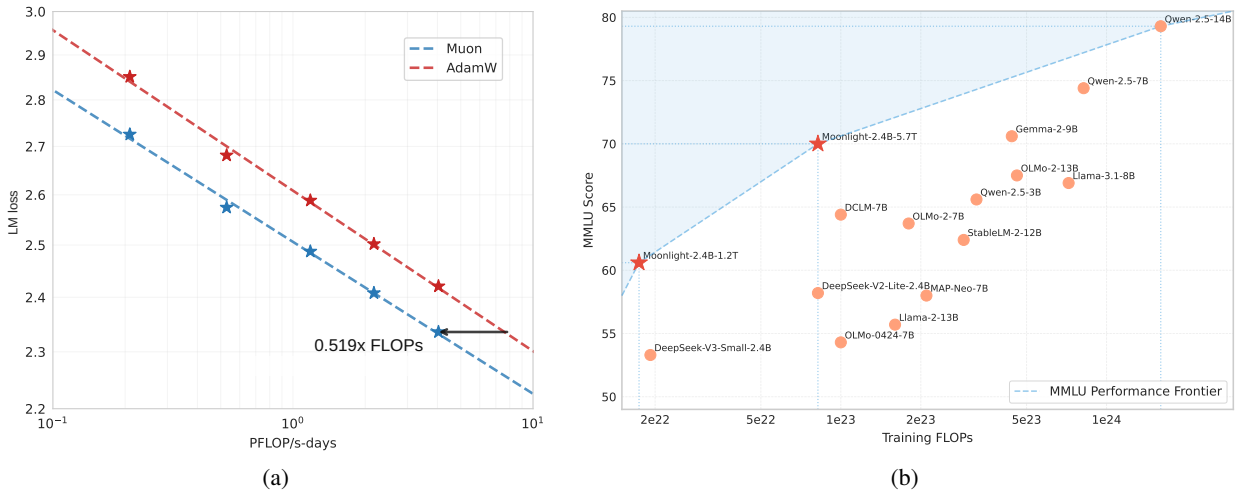 3.0
2.9
2.8
2.7
2.6
2.5
2.4
2.3
2.2
LM loss
Muon
AdamW
0.519x FLOPs
10⁻¹
10⁰
10¹
PFLOP/s-days
(a)
80
75
70
65
60
55
50
MMLU Score
Qwen-2.5-14B
Qwen-2.5-7B
Moonlight-2.4B-5.7T
Gemma-2-9B
OLMo-2-13B
Llama-3.1-8B
Qwen-2.5-3B
DCLM-7B
OLMo-2-7B
StableLM-2-12B
Moonlight-2.4B-1.2T
DeepSeek-V2-Lite-2.4B
MAP-Neo-7B
Llama-2-13B
OLMo-0424-7B
DeepSeek-V3-Small-2.4B
MMLU Performance Frontier
2e22
5e22
1e23
2e23
5e23
1e24
Training FLOPs
(b)